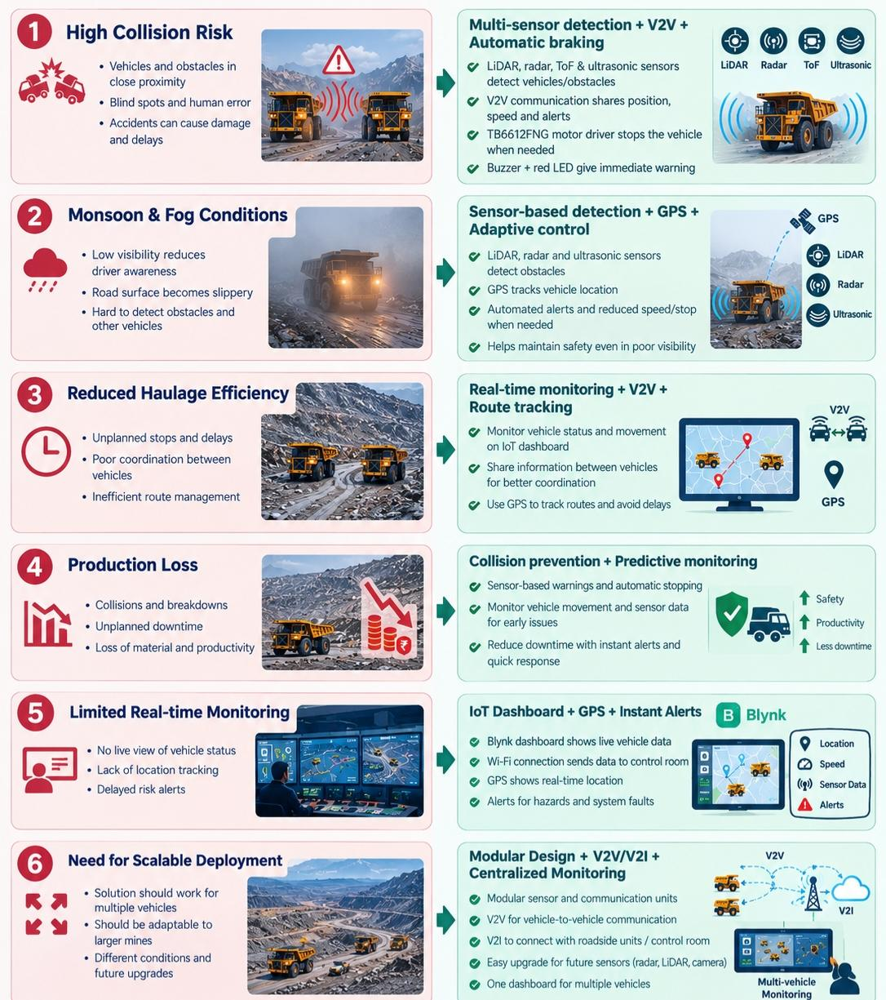 1
High Collision Risk
• Vehicles and obstacles in
close proximity
• Blind spots and human error
• Accidents can cause damage
and delays
Multi-sensor detection + V2V +
Automatic braking
LiDAR, radar, ToF & ultrasonic sensors
detect vehicles/obstacles
V2V communication shares position,
speed and alerts
TB6612FNG motor driver stops the vehicle
when needed
Buzzer + red LED give immediate warning
LiDAR Radar ToF Ultrasonic
2
Monsoon & Fog Conditions
• Low visibility reduces
driver awareness
• Road surface becomes slippery
• Hard to detect obstacles and
other vehicles
Sensor-based detection + GPS +
Adaptive control
LiDAR, radar and ultrasonic sensors
detect obstacles
GPS tracks vehicle location
Automated alerts and reduced speed/stop
when needed
Helps maintain safety even in poor visibility
GPS
LiDAR
Radar
Ultrasonic
3
Reduced Haulage Efficiency
• Unplanned stops and delays
• Poor coordination between
vehicles
• Inefficient route management
Real-time monitoring + V2V +
Route tracking
Monitor vehicle status and movement
on IoT dashboard
Share information between vehicles
for better coordination
Use GPS to track routes and avoid delays
V2V
GPS
4
Production Loss
• Collisions and breakdowns
• Unplanned downtime
• Loss of material and productivity
₹
Collision prevention + Predictive monitoring
Sensor-based warnings and automatic stopping
Monitor vehicle movement and sensor data
for early issues
Reduce downtime with instant alerts and
quick response
Safety
Productivity
Less downtime
5
Limited Real-time Monitoring
• No live view of vehicle status
• Lack of location tracking
• Delayed risk alerts
IoT Dashboard + GPS + Instant Alerts
B Blynk
Blynk dashboard shows live vehicle data
Wi-Fi connection sends data to control room
GPS shows real-time location
Alerts for hazards and system faults
Location
Speed
Sensor Data
Alerts
6
Need for Scalable Deployment
• Solution should work for
multiple vehicles
• Should be adaptable to
larger mines
• Different conditions and
future upgrades
Modular Design + V2V/V2I +
Centralized Monitoring
Modular sensor and communication units
V2V for vehicle-to-vehicle communication
V2I to connect with roadside units / control room
Easy upgrade for future sensors (radar, LiDAR, camera)
One dashboard for multiple vehicles
V2V
V2I
Multi-vehicle
Monitoring